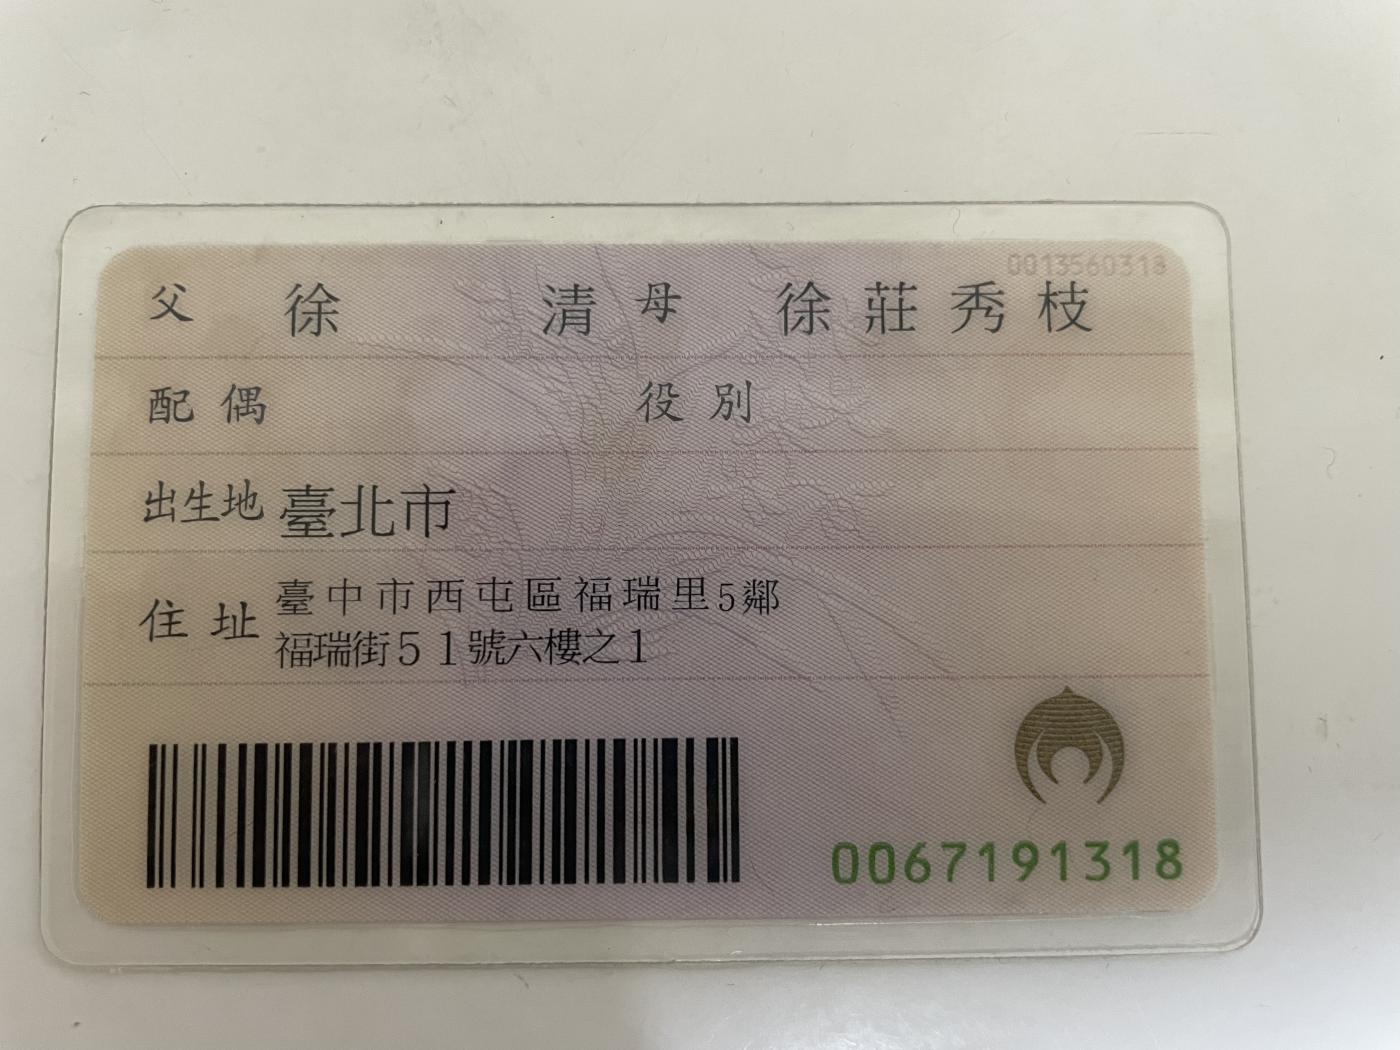 0013560318
父 徐 清 母 徐莊秀枝
配偶 役別
出生地 臺北市
住址 臺中市西屯區福瑞里5鄰
福瑞街51號六樓之1
0067191318